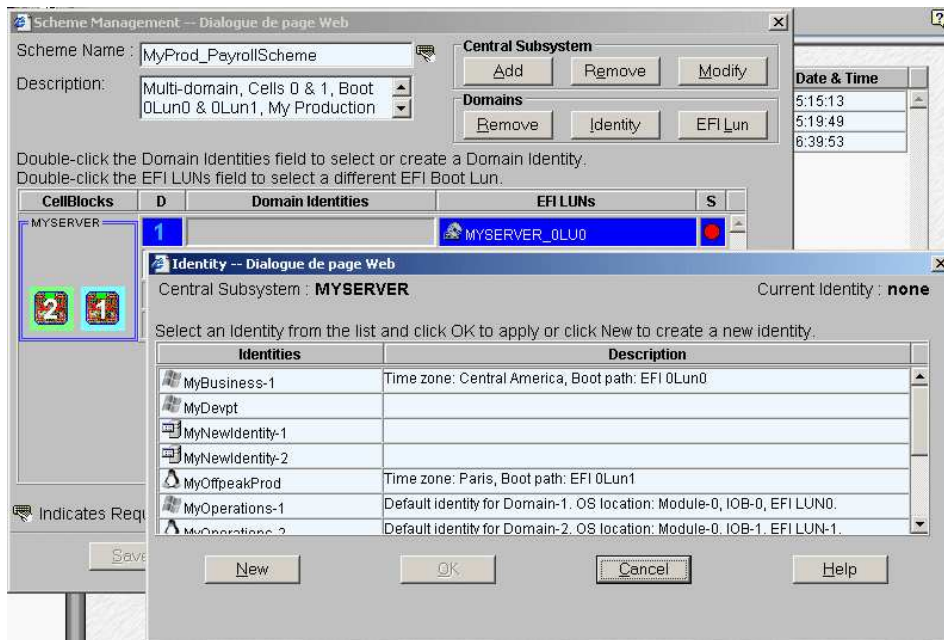 Scheme Management -- Dialogue de page Web
Scheme Name : MyProd_PayrollScheme
Central Subsystem
Add Remove Modify
Description: Multi-domain, Cells 0 & 1, Boot
0Lun0 & 0Lun1, My Production
Domains
Remove Identity EFI Lun
Date & Time
5:15:13
5:19:49
6:39:53
Double-click the Domain Identities field to select or create a Domain Identity.
Double-click the EFI LUNs field to select a different EFI Boot Lun.
CellBlocks D Domain Identities EFI LUNs S
MYSERVER
1 MYSERVER_0LU0
2 1
Identity -- Dialogue de page Web
Central Subsystem : MYSERVER Current Identity : none
Select an Identity from the list and click OK to apply or click New to create a new identity.
Identities Description
MyBusiness-1 Time zone: Central America, Boot path: EFI 0Lun0
MyDevpt
MyNewIdentity-1
MyNewIdentity-2
MyOffpeakProd Time zone: Paris, Boot path: EFI 0Lun1
MyOperations-1 Default identity for Domain-1. OS location: Module-0, IOB-0, EFI LUN0.
MyOperations-2 Default identity for Domain-2. OS location: Module-0, IOB-1, EFI LUN-1.
Indicates Requ
Save
New OK Cancel Help